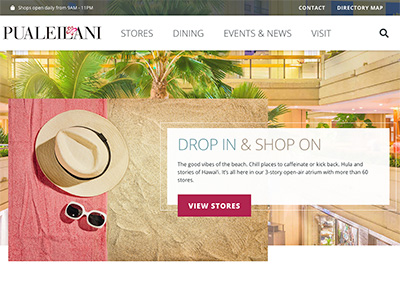 Shops open daily from 9AM - 11PM
CONTACT
DIRECTORY MAP
PUALEILANI
STORES
DINING
EVENTS & NEWS
VISIT
DROP IN & SHOP ON
The good vibes of the beach. Chill places to caffeinate or kick back. Hula and
stories of Hawai'i. It's all here in our 3-story open-air atrium with more than 60
stores.
VIEW STORES